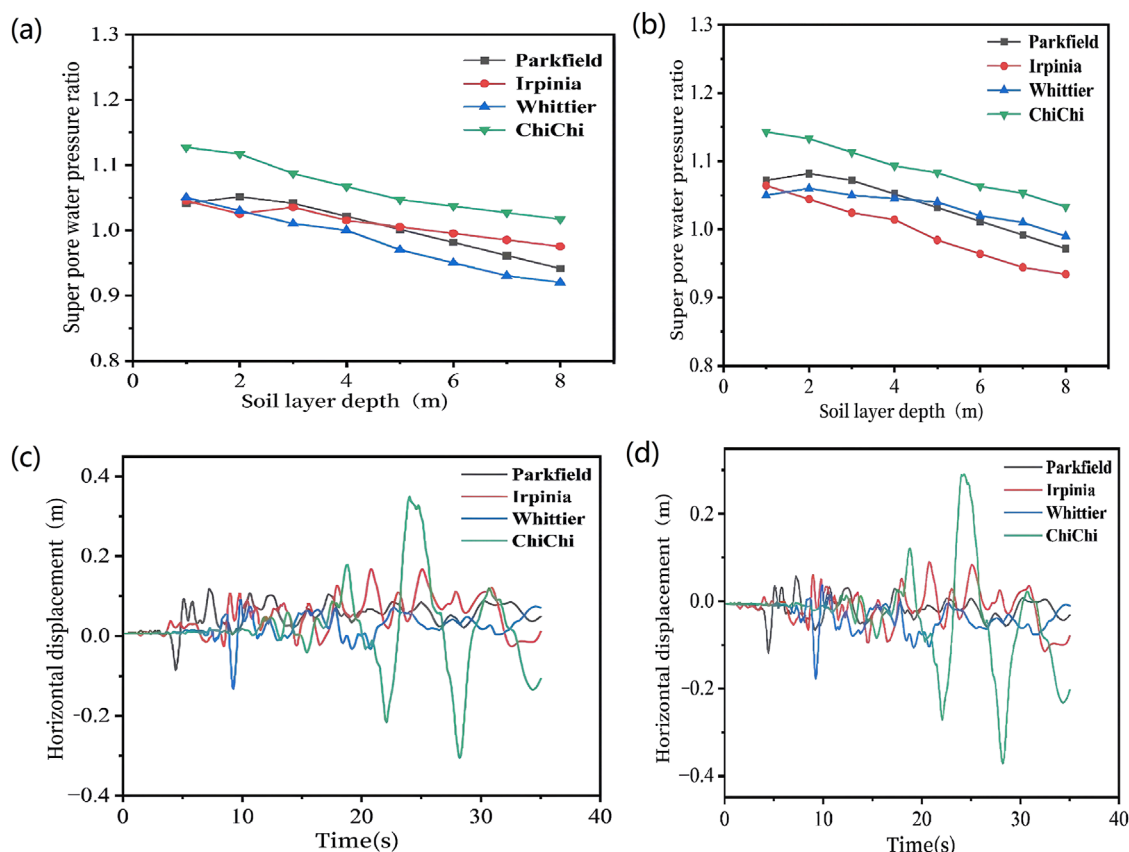 (a)
1.3
1.2
1.1
1.0
0.9
0.8
Super pore water pressure ratio
Parkfield
Irpinia
Whittier
ChiChi
0 2 4 6 8
Soil layer depth (m)
(b)
1.3
1.2
1.1
1.0
0.9
0.8
Super pore water pressure ratio
Parkfield
Irpinia
Whittier
ChiChi
0 2 4 6 8
Soil layer depth (m)
(c)
0.4
0.2
0.0
−0.2
−0.4
Horizontal displacement (m)
Parkfield
Irpinia
Whittier
ChiChi
0 10 20 30 40
Time(s)
(d)
0.2
0.0
−0.2
−0.4
Horizontal displacement (m)
Parkfield
Irpinia
Whittier
ChiChi
0 10 20 30 40
Time(s)